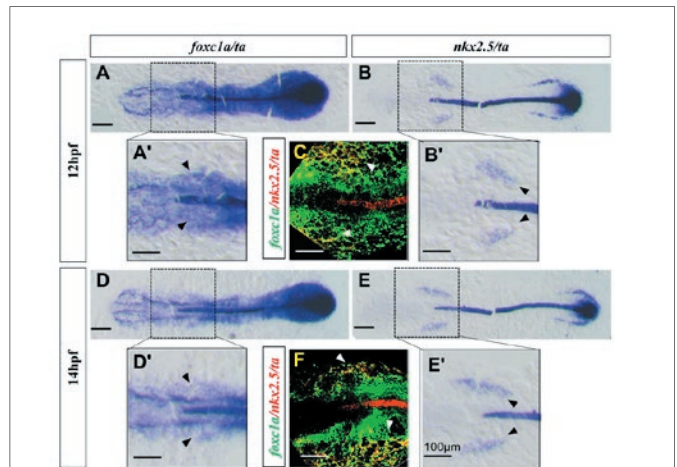 foxc1a/ta
nkx2.5/ta
12hpf
A
B
A'
foxc1a/nkx2.5/ta
C
B'
14hpf
D
E
D'
foxc1a/nkx2.5/ta
F
E'
100µm